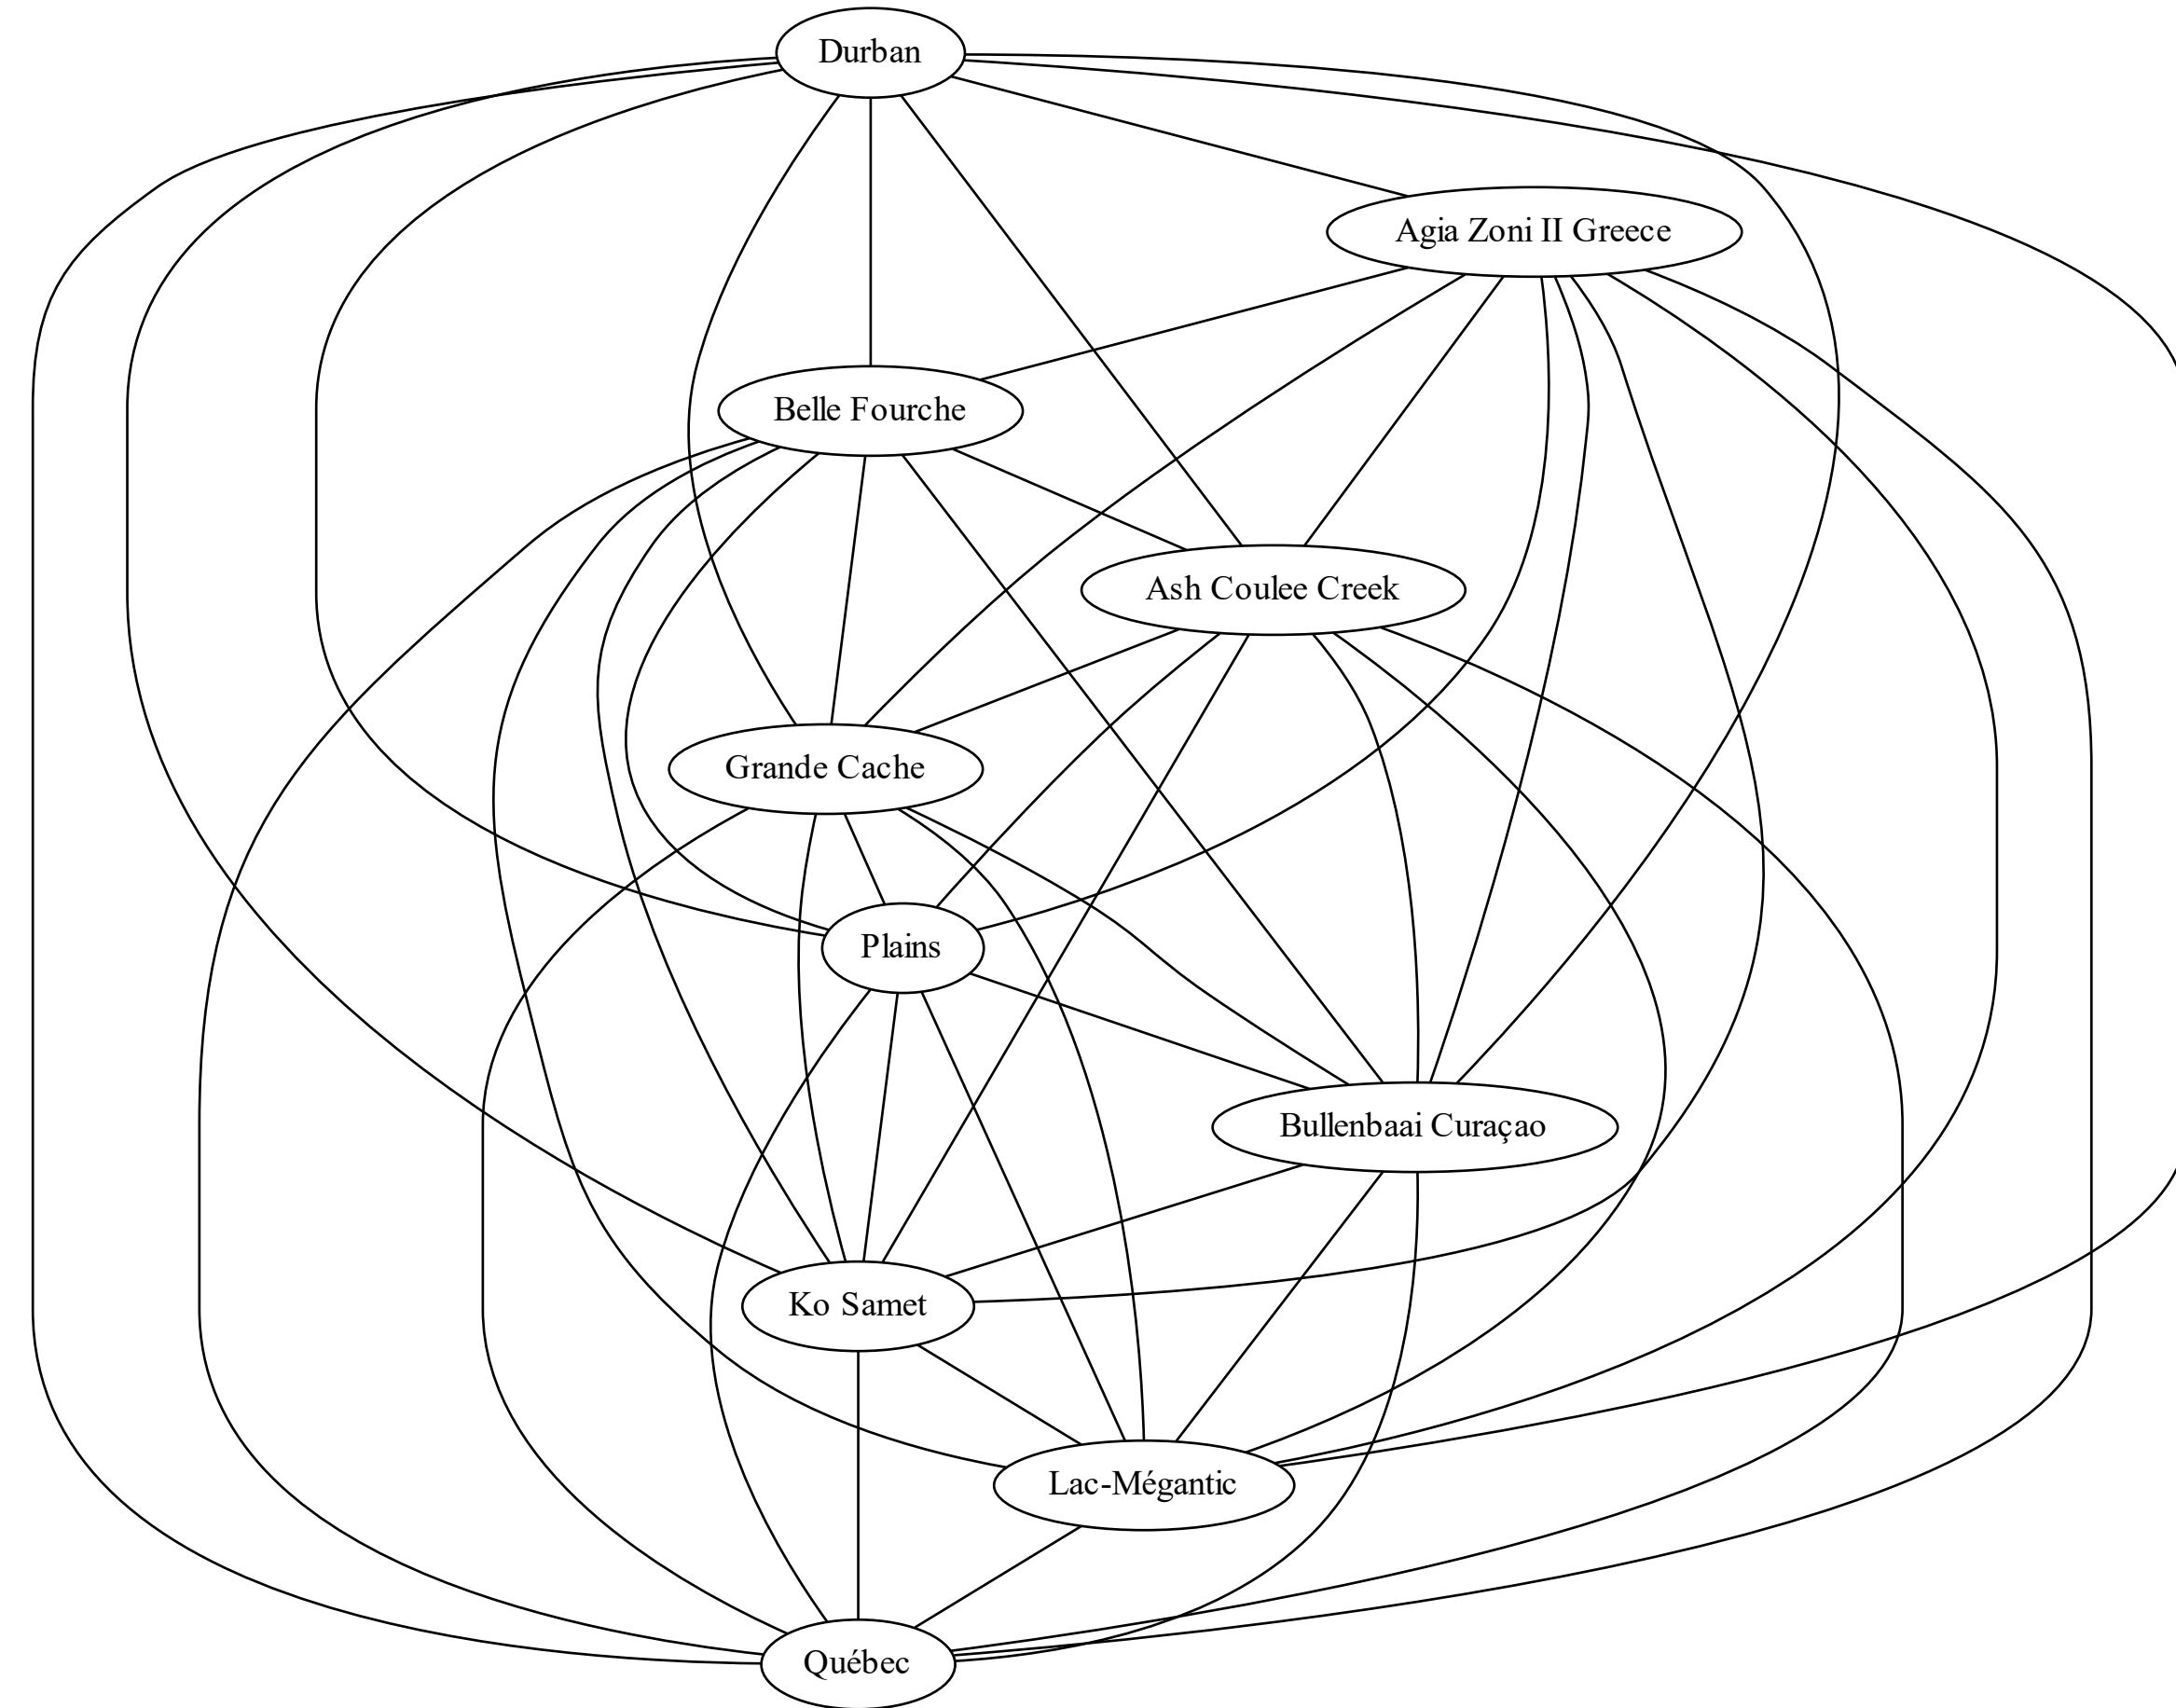 Durban
Agia Zoni II Greece
Belle Fourche
Ash Coulee Creek
Grande Cache
Plains
Bullenbaai Curaçao
Ko Samet
Lac-Mégantic
Québec